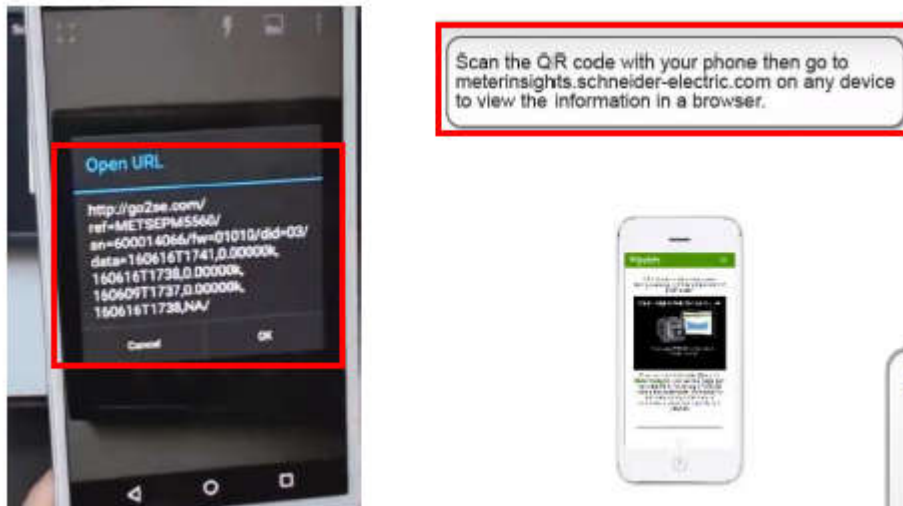 Open URL
http://go2se.com/
ref=METSEPM5560/
sn=600014066/fw=01010/did=03/
data=160616T1741,0.00000k,
160616T1738,0.00000k,
160609T1737,0.00000k,
160616T1738,NA/
Cancel
OK
Scan the QR code with your phone then go to
meterinsights.schneider-electric.com on any device
to view the information in a browser.